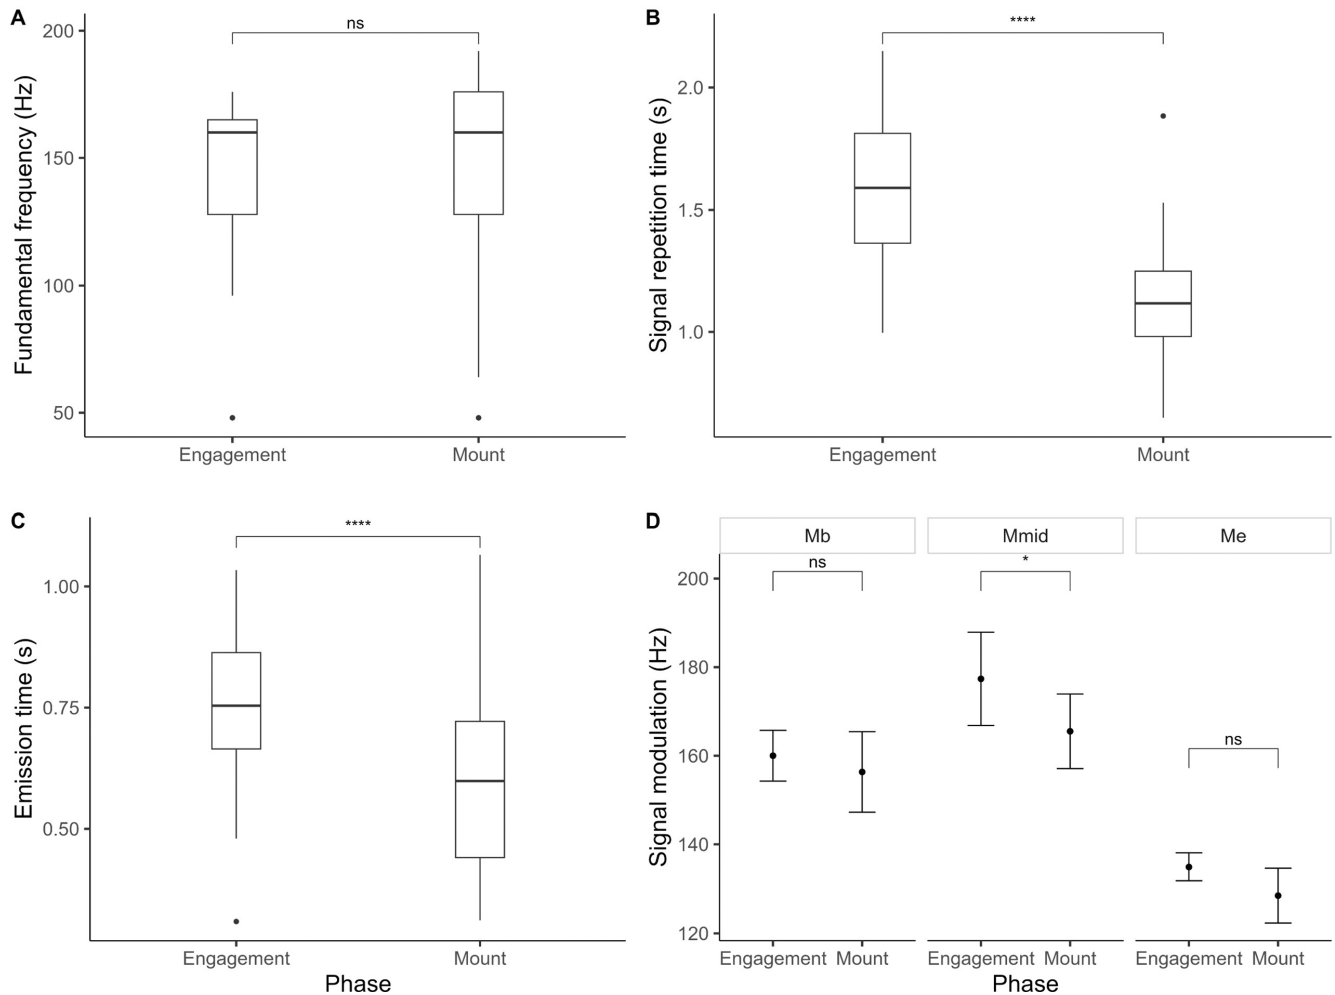 A
Fundamental frequency (Hz)
200
150
100
50
ns
Engagement Mount
B
Signal repetition time (s)
2.0
1.5
1.0
****
Engagement Mount
C
Emission time (s)
1.00
0.75
0.50
****
Engagement Mount
Phase
D
Signal modulation (Hz)
200
180
160
140
120
Mb Mmid Me
ns
*
ns
Engagement Mount Engagement Mount Engagement Mount
Phase